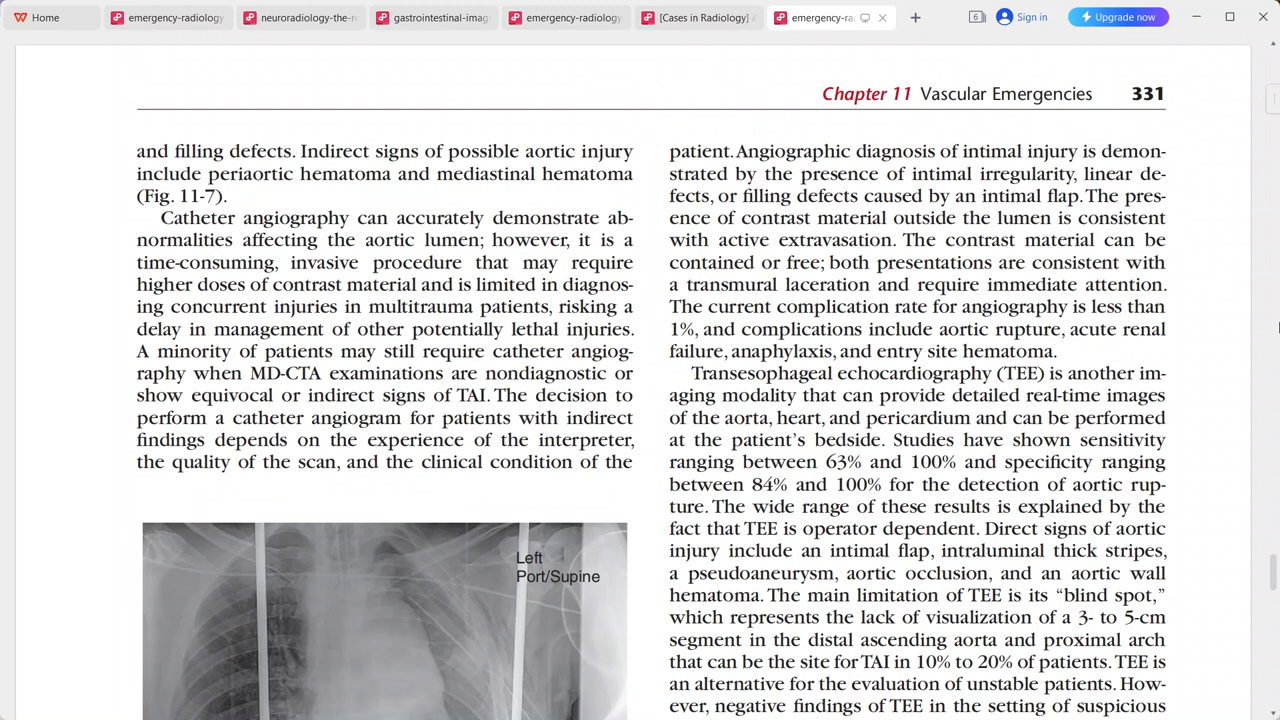 Home
emergency-radiology
neuroradiology-the-r
gastrointestinal-imag
emergency-radiology
[Cases in Radiology]
emergency-ra
6
Sign in
Upgrade now
Chapter 11 Vascular Emergencies 331
and filling defects. Indirect signs of possible aortic injury
include periaortic hematoma and mediastinal hematoma
(Fig. 11-7).
Catheter angiography can accurately demonstrate ab-
normalities affecting the aortic lumen; however, it is a
time-consuming, invasive procedure that may require
higher doses of contrast material and is limited in diagnos-
ing concurrent injuries in multitrauma patients, risking a
delay in management of other potentially lethal injuries.
A minority of patients may still require catheter angiog-
raphy when MD-CTA examinations are nondiagnostic or
show equivocal or indirect signs of TAI. The decision to
perform a catheter angiogram for patients with indirect
findings depends on the experience of the interpreter,
the quality of the scan, and the clinical condition of the
Left
Port/Supine
patient. Angiographic diagnosis of intimal injury is demon-
strated by the presence of intimal irregularity, linear de-
fects, or filling defects caused by an intimal flap. The pres-
ence of contrast material outside the lumen is consistent
with active extravasation. The contrast material can be
contained or free; both presentations are consistent with
a transmural laceration and require immediate attention.
The current complication rate for angiography is less than
1%, and complications include aortic rupture, acute renal
failure, anaphylaxis, and entry site hematoma.
Transesophageal echocardiography (TEE) is another im-
aging modality that can provide detailed real-time images
of the aorta, heart, and pericardium and can be performed
at the patient's bedside. Studies have shown sensitivity
ranging between 63% and 100% and specificity ranging
between 84% and 100% for the detection of aortic rup-
ture. The wide range of these results is explained by the
fact that TEE is operator dependent. Direct signs of aortic
injury include an intimal flap, intraluminal thick stripes,
a pseudoaneurysm, aortic occlusion, and an aortic wall
hematoma. The main limitation of TEE is its “blind spot,”
which represents the lack of visualization of a 3- to 5-cm
segment in the distal ascending aorta and proximal arch
that can be the site for TAI in 10% to 20% of patients. TEE is
an alternative for the evaluation of unstable patients. How-
ever, negative findings of TEE in the setting of suspicious